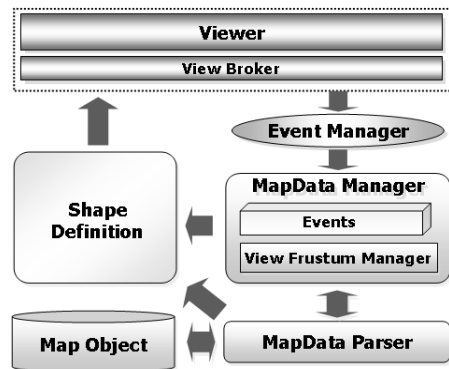 Viewer
View Broker
Event Manager
MapData Manager
Shape
Definition
Events
View Frustum Manager
Map Object
MapData Parser